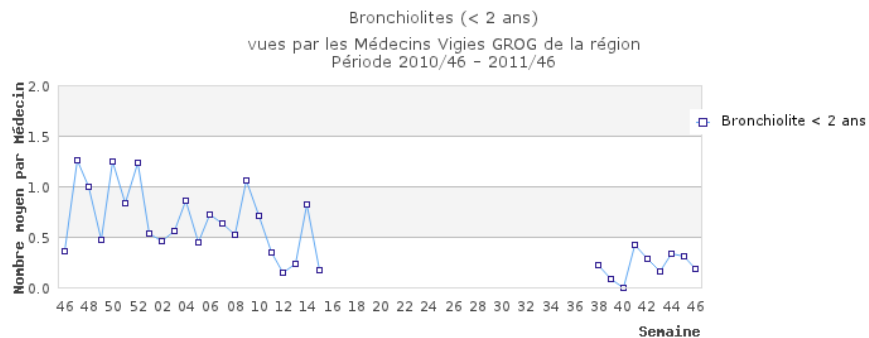 Bronchiolites (< 2 ans)
vues par les Médecins Vigies GROG de la région
Période 2010/46 - 2011/46
Nombre moyen par Médecin
2.0
1.5
1.0
0.5
0.0
Bronchiolite < 2 ans
46 48 50 52 02 04 06 08 10 12 14 16 18 20 22 24 26 28 30 32 34 36 38 40 42 44 46
Semaine